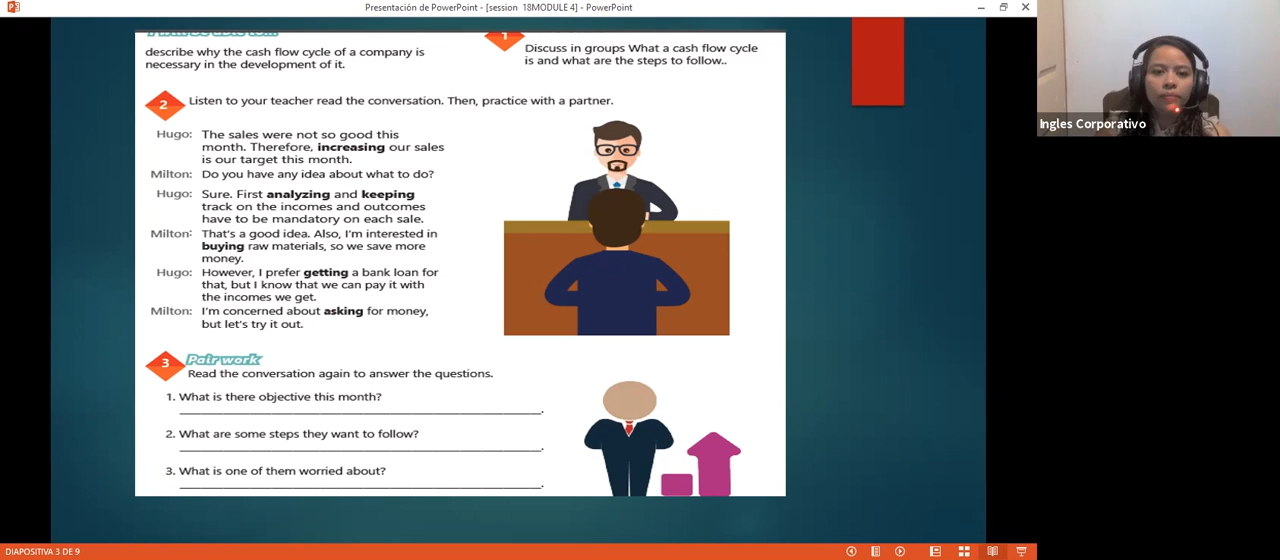 Presentación de PowerPoint - [session 18MODULE 4] - PowerPoint
describe why the cash flow cycle of a company is
necessary in the development of it.
1
Discuss in groups What a cash flow cycle
is and what are the steps to follow..
2
Listen to your teacher read the conversation. Then, practice with a partner.
Hugo: The sales were not so good this
month. Therefore, increasing our sales
is our target this month.
Milton: Do you have any idea about what to do?
Hugo: Sure. First analyzing and keeping
track on the incomes and outcomes
have to be mandatory on each sale.
Milton: That's a good idea. Also, I'm interested in
buying raw materials, so we save more
money.
Hugo: However, I prefer getting a bank loan for
that, but I know that we can pay it with
the incomes we get.
Milton: I'm concerned about asking for money,
but let's try it out.
3 Pair work
Read the conversation again to answer the questions.
1. What is there objective this month?
2. What are some steps they want to follow?
3. What is one of them worried about?
Ingles Corporativo
DIAPOSITIVA 3 DE 9